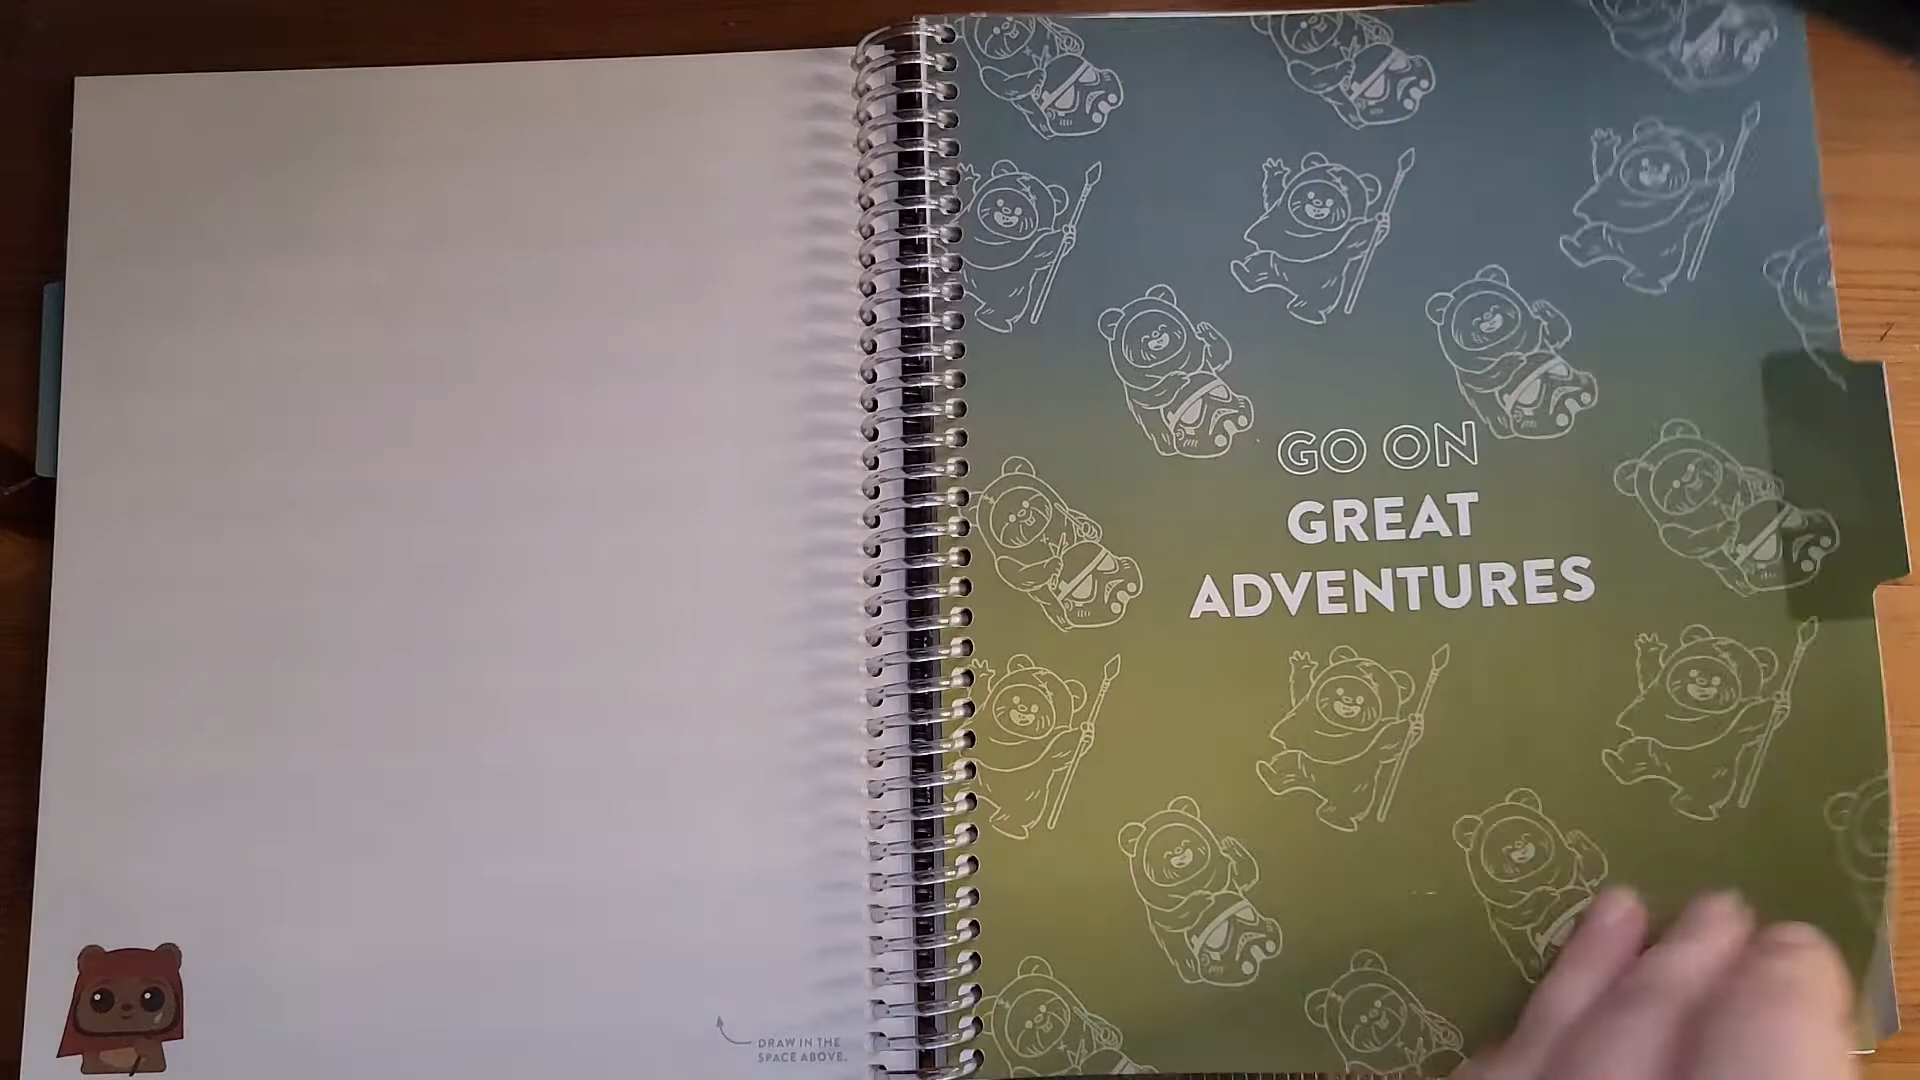 DRAW IN THE
SPACE ABOVE.
GO ON
GREAT
ADVENTURES